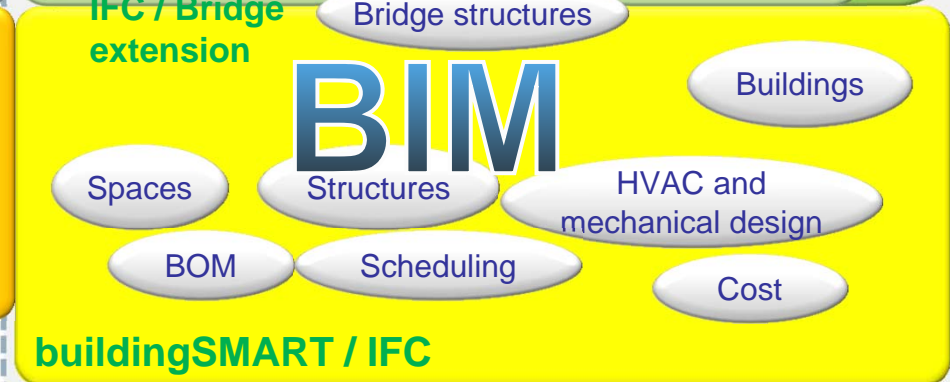 IFC / Bridge
extension
Bridge structures
BIM
Buildings
Spaces
Structures
HVAC and
mechanical design
BOM
Scheduling
Cost
buildingSMART / IFC